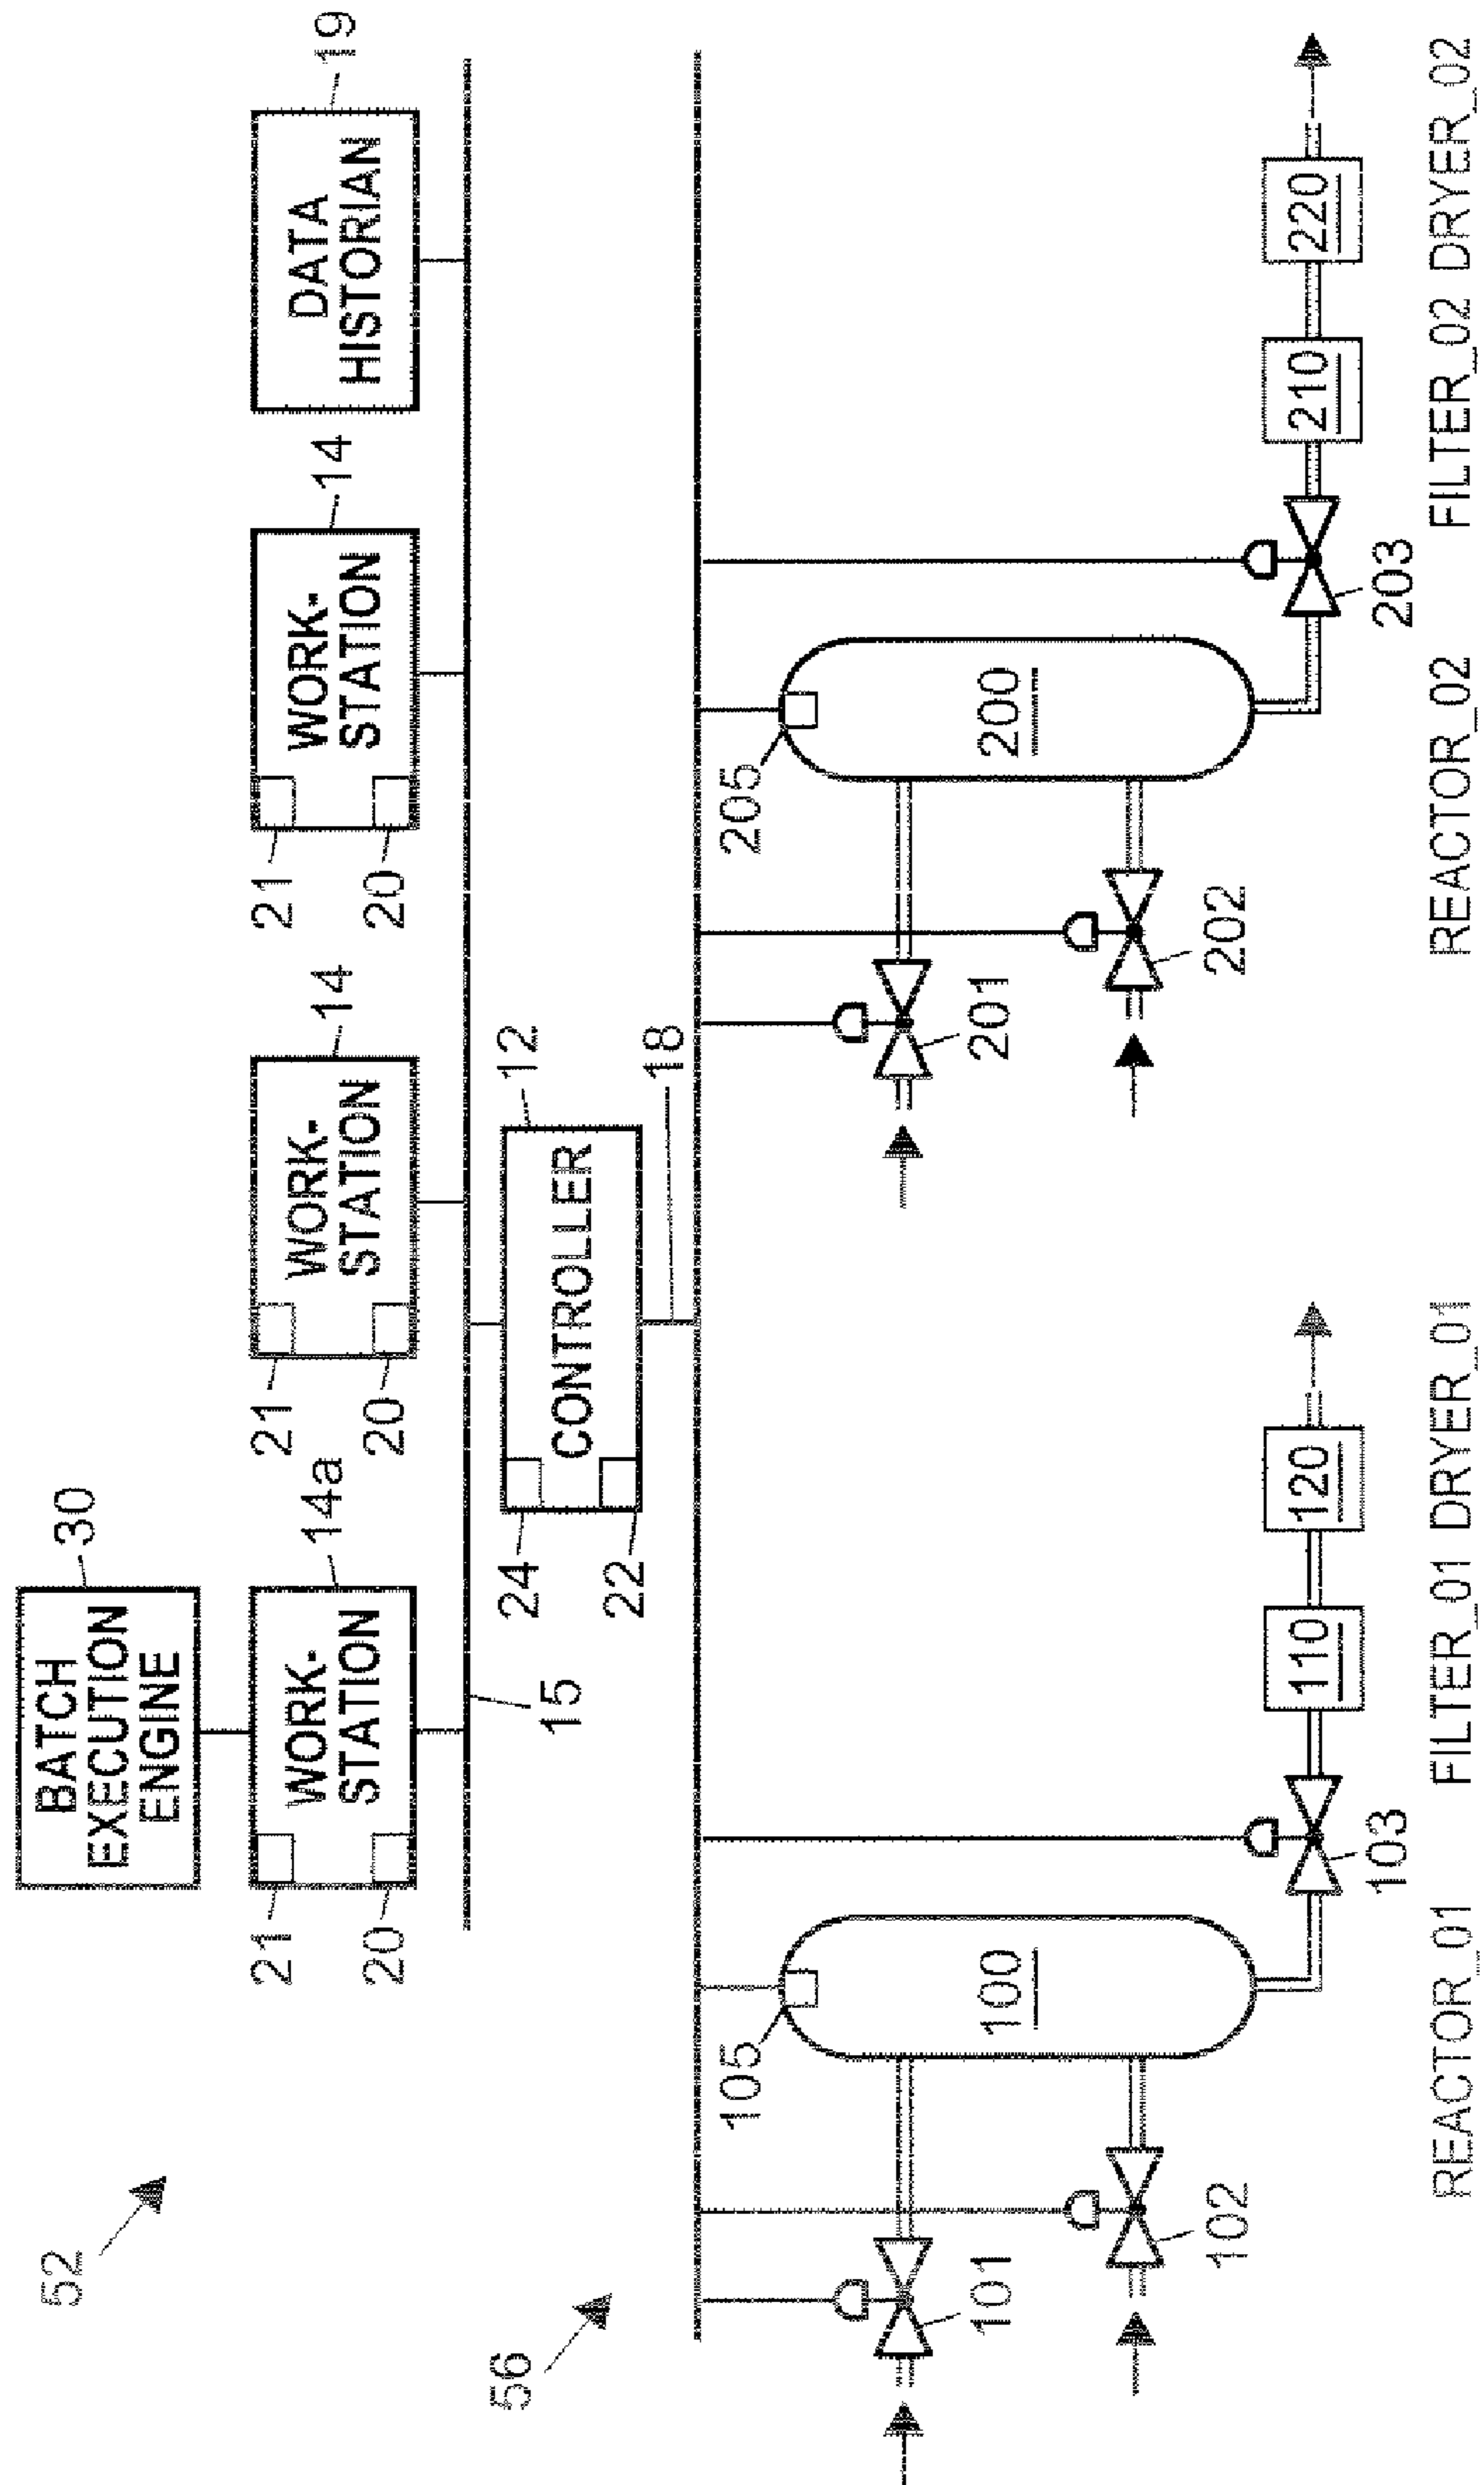 52
BATCH
EXECUTION
ENGINE
30
21
20
WORK-
STATION
14a
21
20
WORK-
STATION
14
21
20
WORK-
STATION
14
DATA
HISTORIAN
19
15
24
22
CONTROLLER
12
18
56
101
102
105
100
103
110
120
201
202
205
200
203
210
220
REACTOR_01
FILTER_01 DRYER_01
REACTOR_02
FILTER_02 DRYER_02